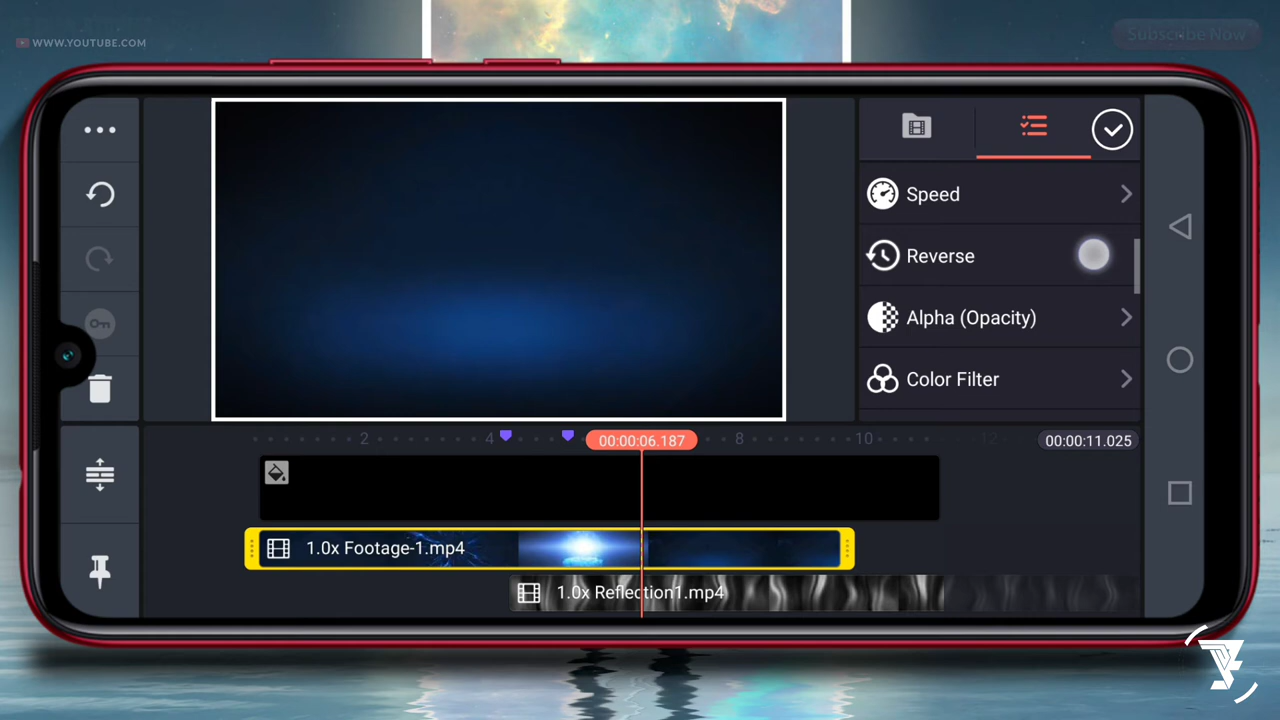 WWW.YOUTUBE.COM
Subscribe Now
Speed
Reverse
Alpha (Opacity)
Color Filter
2
4
00:00:06.187
8
10
12
00:00:11.025
1.0x Footage-1.mp4
1.0x Reflection1.mp4